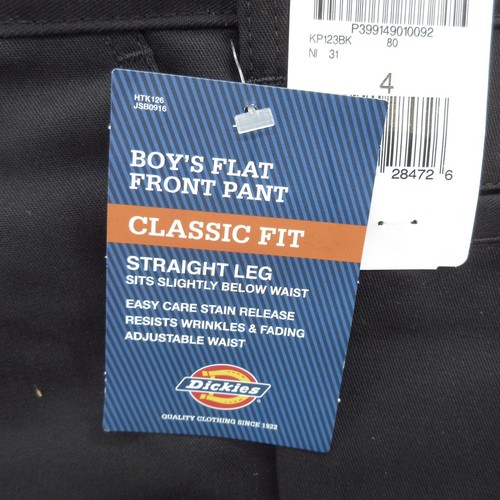 P399149010092
KP123BK 80
NI 31
4
28472 6
HTK126
JSB0916
BOY'S FLAT
FRONT PANT
CLASSIC FIT
STRAIGHT LEG
SITS SLIGHTLY BELOW WAIST
EASY CARE STAIN RELEASE
RESISTS WRINKLES & FADING
ADJUSTABLE WAIST
Dickies
QUALITY CLOTHING SINCE 1922